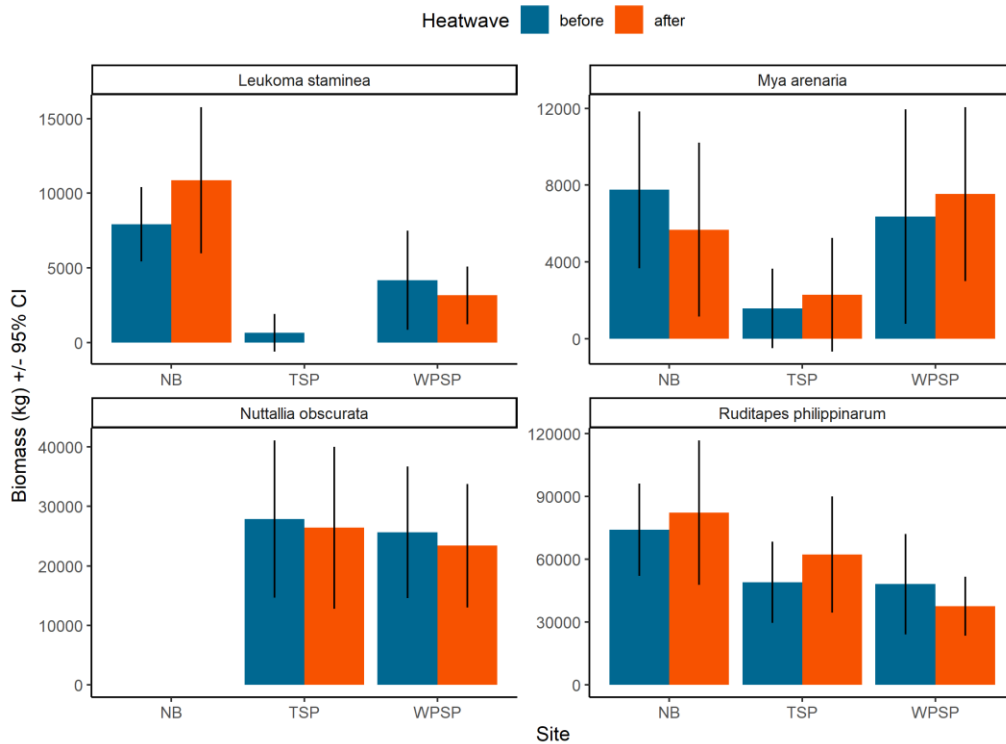 Heatwave before after
Leukoma staminea
Mya arenaria
15000
10000
5000
0
12000
8000
4000
0
NB TSP WPSP
NB TSP WPSP
Biomass (kg) +/- 95% CI
Nuttallia obscurata
Ruditapes philippinarum
40000
30000
20000
10000
0
120000
90000
60000
30000
0
NB TSP WPSP
NB TSP WPSP
Site